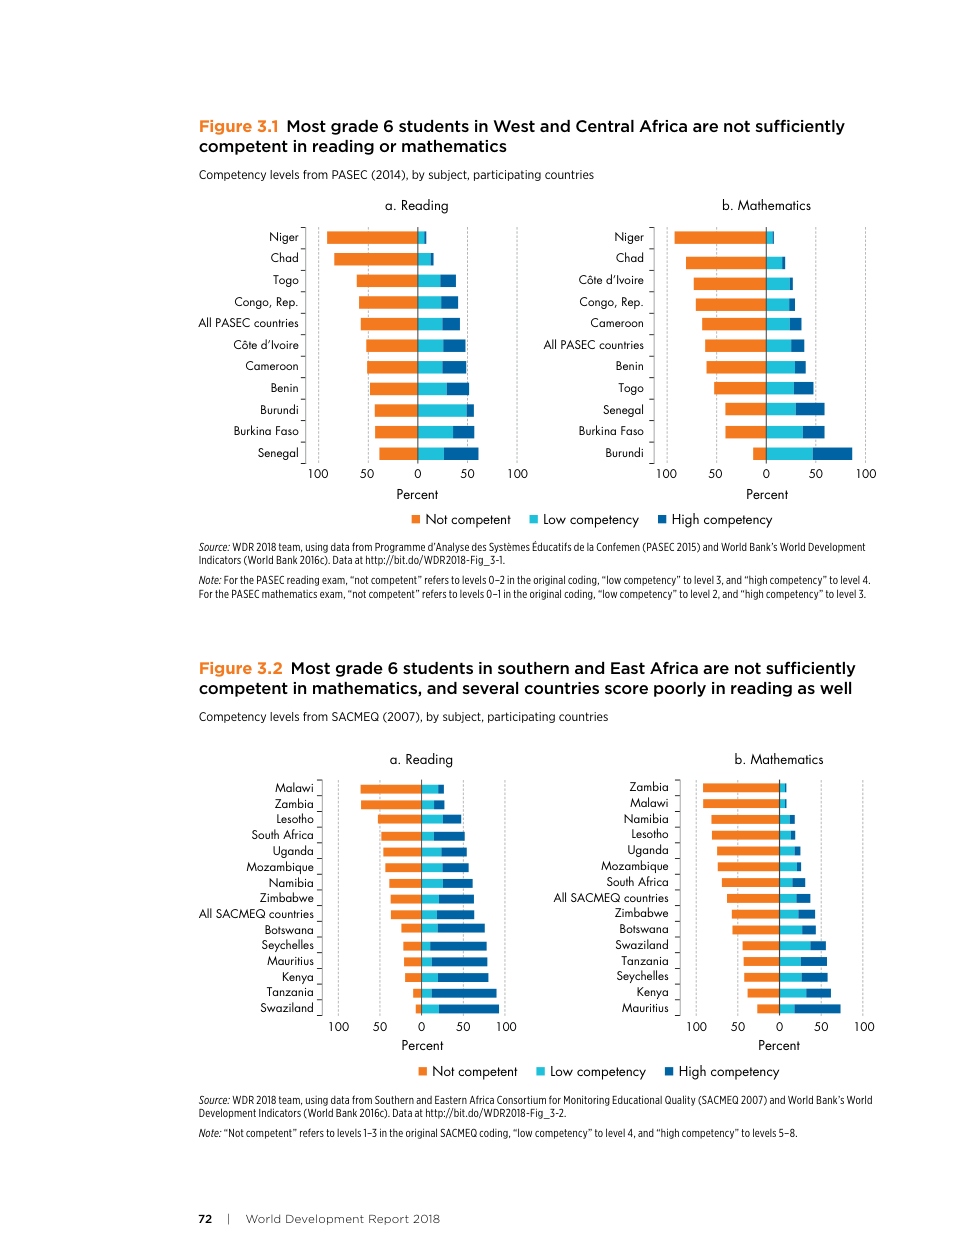 Figure 3.1 Most grade 6 students in West and Central Africa are not sufficiently
competent in reading or mathematics
Competency levels from PASEC (2014), by subject, participating countries
a. Reading
Niger
Chad
Togo
Congo, Rep.
All PASEC countries
Côte d’Ivoire
Cameroon
Benin
Burundi
Burkina Faso
Senegal
100 50 0 50 100
Percent
b. Mathematics
Niger
Chad
Côte d’Ivoire
Congo, Rep.
Cameroon
All PASEC countries
Benin
Togo
Senegal
Burkina Faso
Burundi
100 50 0 50 100
Percent
Not competent Low competency High competency
Source: WDR 2018 team, using data from Programme d’Analyse des Systèmes Éducatifs de la Confemen (PASEC 2015) and World Bank’s World Development
Indicators (World Bank 2016c). Data at http://bit.do/WDR2018-Fig_3-1.
Note: For the PASEC reading exam, “not competent” refers to levels 0–2 in the original coding, “low competency” to level 3, and “high competency” to level 4.
For the PASEC mathematics exam, “not competent” refers to levels 0–1 in the original coding, “low competency” to level 2, and “high competency” to level 3.
Figure 3.2 Most grade 6 students in southern and East Africa are not sufficiently
competent in mathematics, and several countries score poorly in reading as well
Competency levels from SACMEQ (2007), by subject, participating countries
a. Reading
Malawi
Zambia
Lesotho
South Africa
Uganda
Mozambique
Namibia
Zimbabwe
All SACMEQ countries
Botswana
Seychelles
Mauritius
Kenya
Tanzania
Swaziland
100 50 0 50 100
Percent
b. Mathematics
Zambia
Malawi
Namibia
Lesotho
Uganda
Mozambique
South Africa
All SACMEQ countries
Zimbabwe
Botswana
Swaziland
Tanzania
Seychelles
Kenya
Mauritius
100 50 0 50 100
Percent
Not competent Low competency High competency
Source: WDR 2018 team, using data from Southern and Eastern Africa Consortium for Monitoring Educational Quality (SACMEQ 2007) and World Bank’s World
Development Indicators (World Bank 2016c). Data at http://bit.do/WDR2018-Fig_3-2.
Note: “Not competent” refers to levels 1–3 in the original SACMEQ coding, “low competency” to level 4, and “high competency” to levels 5–8.
72 | World Development Report 2018